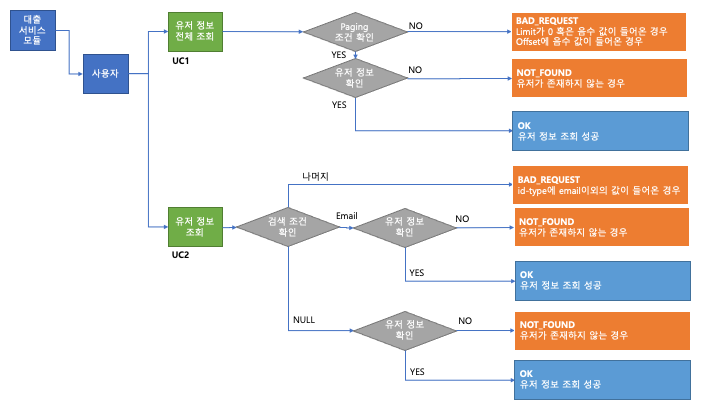 대출
서비스
모듈
사용자
유저 정보
전체 조회
UC1
Paging
조건 확인
NO
BAD_REQUEST
Limit가 0 혹은 음수 값이 들어온 경우
Offset에 음수 값이 들어온 경우
YES
유저 정보
확인
NO
NOT_FOUND
유저가 존재하지 않는 경우
YES
OK
유저 정보 조회 성공
나머지
BAD_REQUEST
id-type에 email이외의 값이 들어온 경우
유저 정보
조회
UC2
검색 조건
확인
Email
유저 정보
확인
NO
NOT_FOUND
유저가 존재하지 않는 경우
YES
OK
유저 정보 조회 성공
NULL
유저 정보
확인
NO
NOT_FOUND
유저가 존재하지 않는 경우
YES
OK
유저 정보 조회 성공